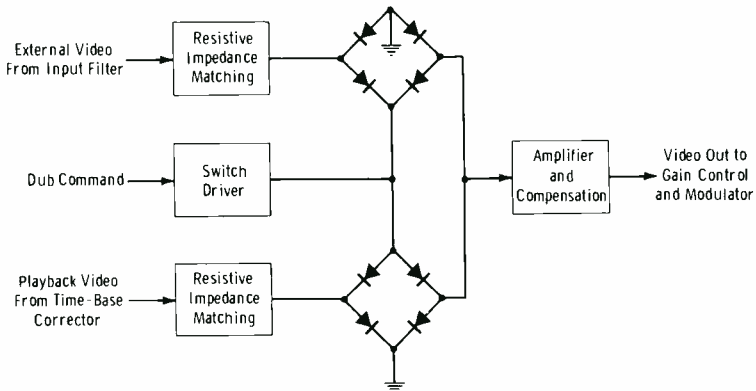 External Video
From Input Filter
Resistive
Impedance
Matching
Dub Command
Switch
Driver
Amplifier
and
Compensation
Video Out to
Gain Control
and Modulator
Playback Video
From Time-Base
Corrector
Resistive
Impedance
Matching